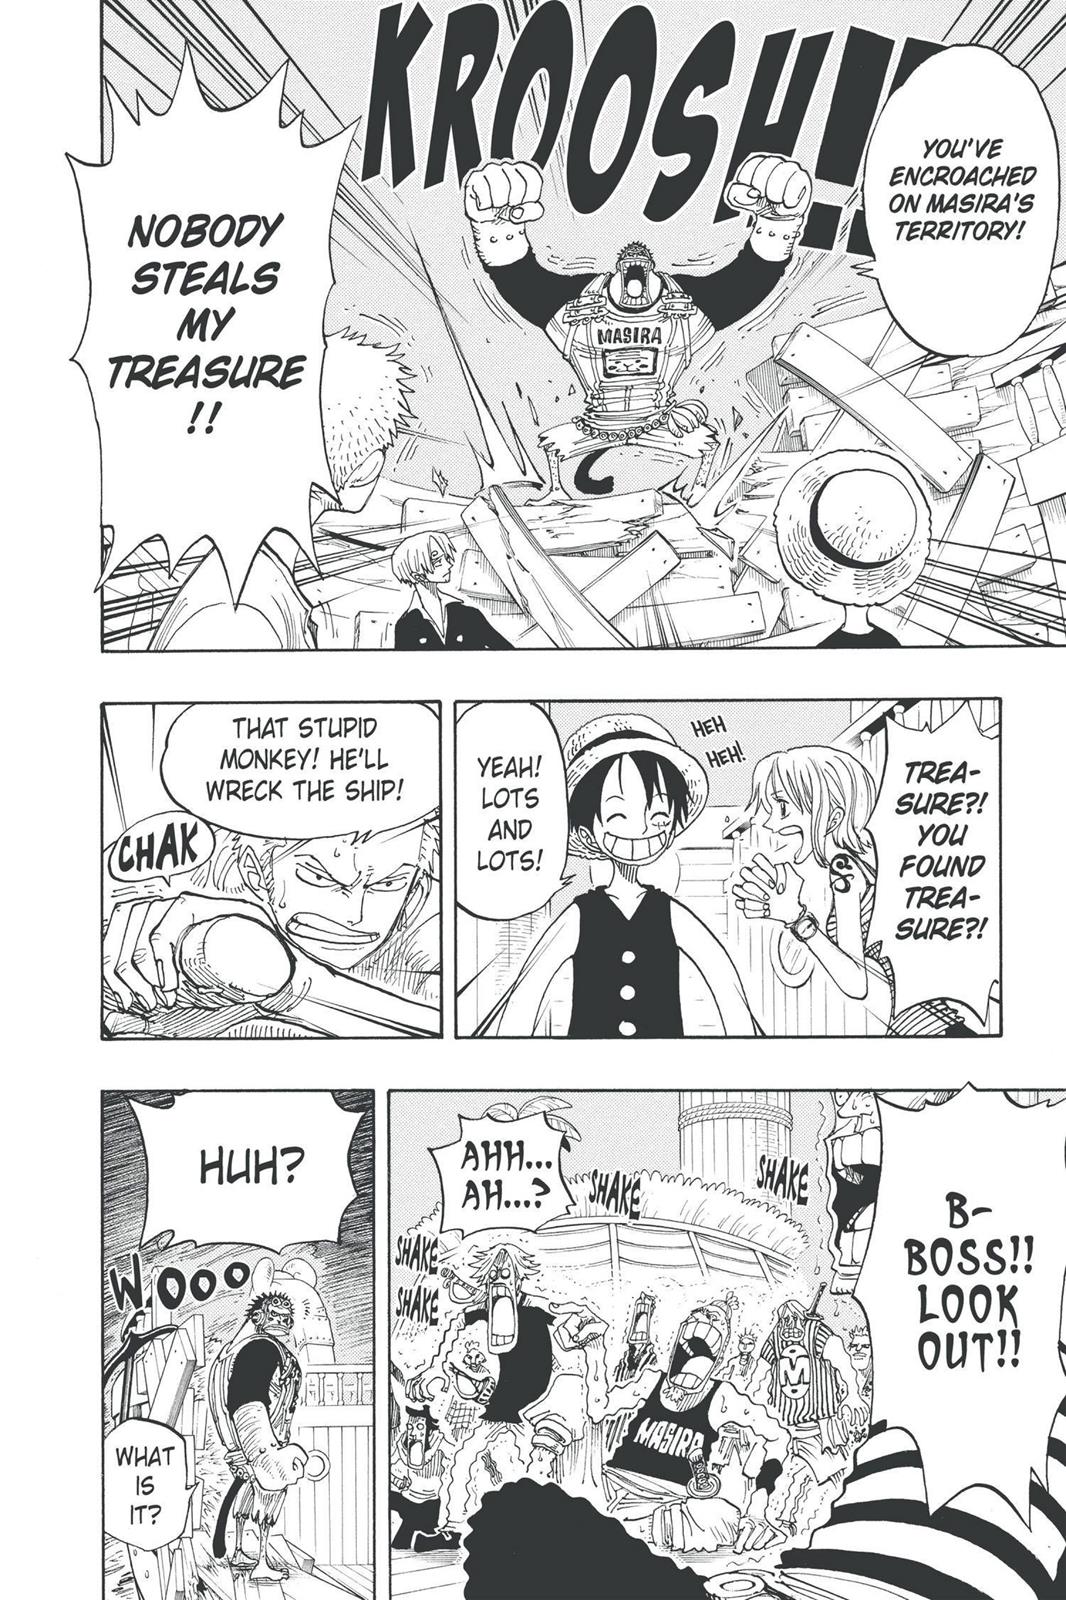 KROOSH!!
YOU'VE
ENCROACHED
ON MASIRA'S
TERRITORY!
NOBODY
STEALS
MY
TREASURE
!!
MASIRA
TREA-
SURE?!
YOU
FOUND
TREA-
SURE?!
HEH
HEH!
YEAH!
LOTS
AND
LOTS!
THAT STUPID
MONKEY! HE'LL
WRECK THE SHIP!
CHAK
B-
BOSS!!
LOOK
OUT!!
SHAKE
SHAKE
AHH...
AH...?
SHAKE
SHAKE
MASIRA
M
HUH?
WOOO
WHAT
IS
IT?